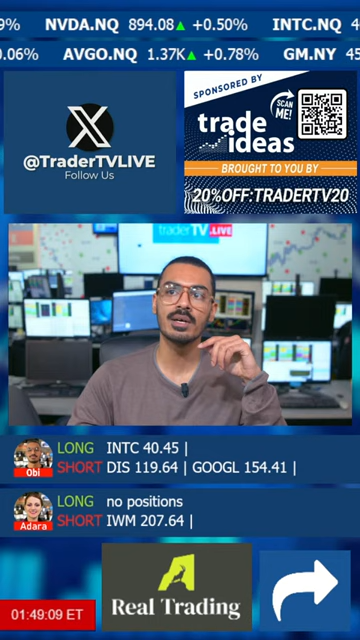 9% NVDA.NQ 894.08▲ +0.50% INTC.NQ 4
0.06% AVGO.NQ 1.37K▲ +0.78% GM.NY 45
@TraderTVLIVE
Follow Us
SPONSORED BY
SCAN
ME!
trade
ideas
BROUGHT TO YOU BY
20%OFF:TRADERTV20
traderTV.LIVE
LONG INTC 40.45 |
SHORT DIS 119.64 | GOOGL 154.41 |
Obi
LONG no positions
SHORT IWM 207.64 |
Adara
Real Trading
01:49:09 ET